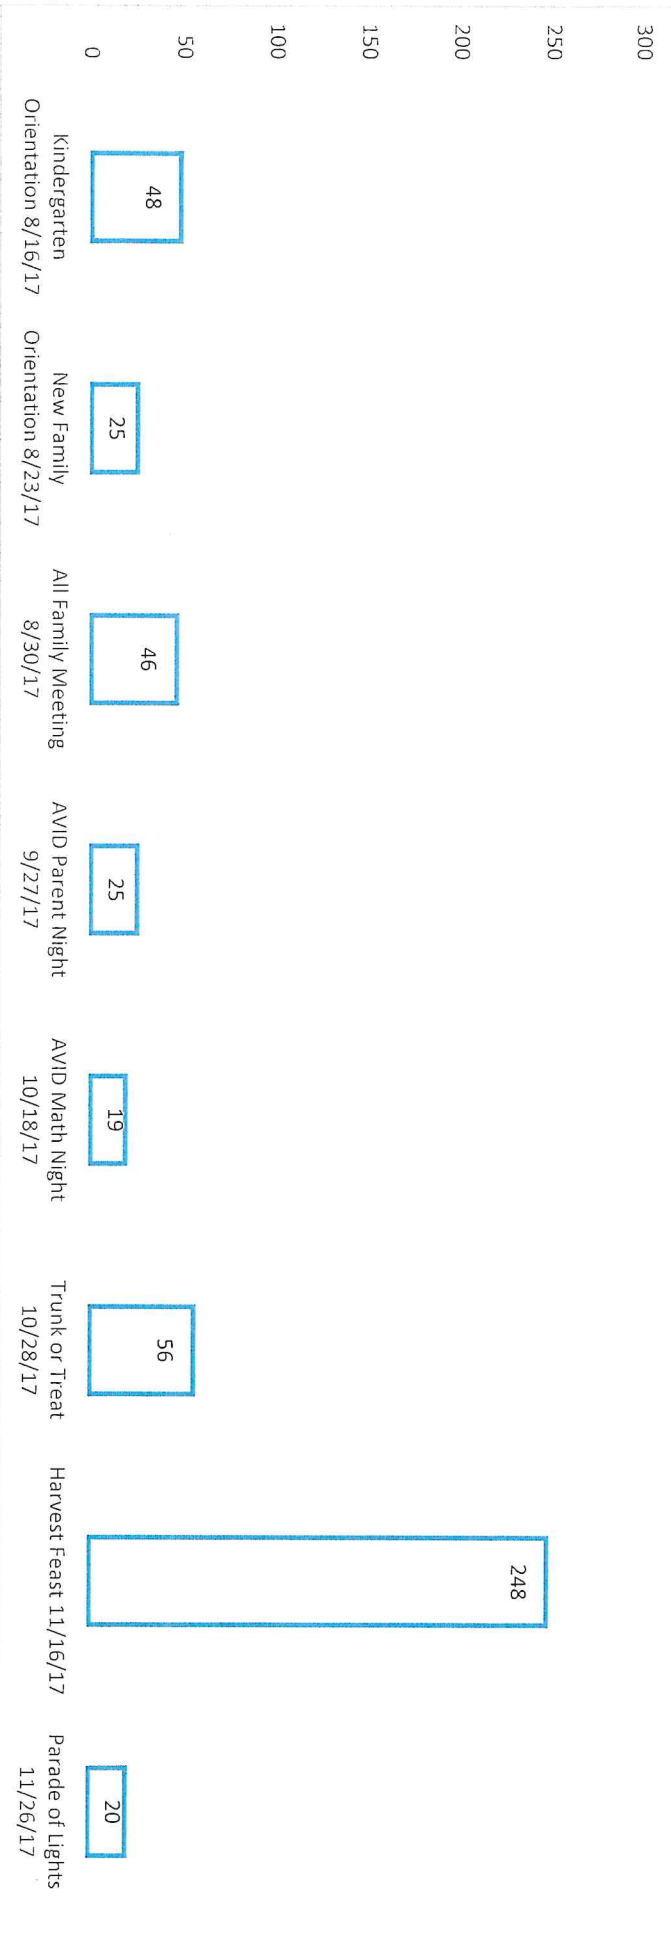 300
250
200
150
100
50
0
48
25
46
25
19
56
248
20
Kindergarten
Orientation 8/16/17
New Family
Orientation 8/23/17
All Family Meeting
8/30/17
AVID Parent Night
9/27/17
AVID Math Night
10/18/17
Trunk or Treat
10/28/17
Harvest Feast 11/16/17
Parade of Lights
11/26/17